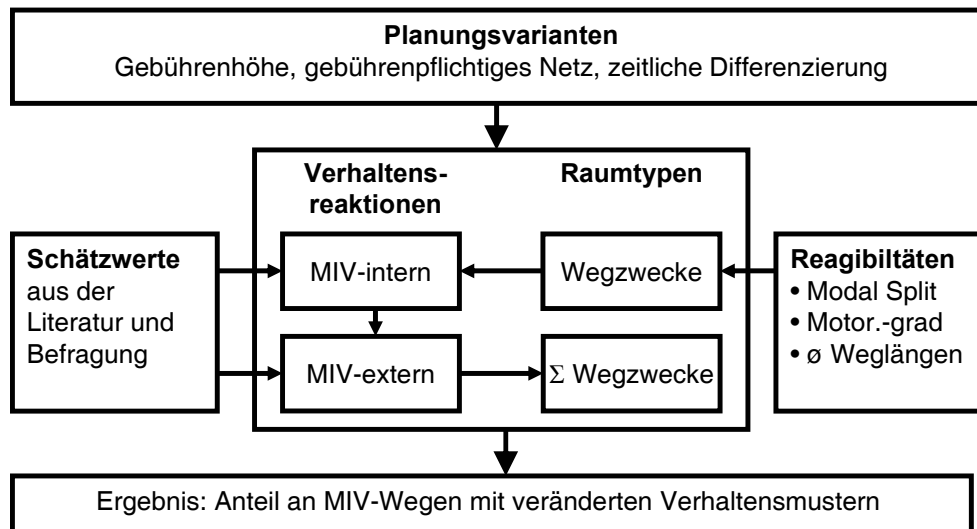 Planungsvarianten
Gebührenhöhe, gebührenpflichtiges Netz, zeitliche Differenzierung
Verhaltens-
reaktionen
Raumtypen
Schätzwerte
aus der
Literatur und
Befragung
MIV-intern
Wegzwecke
MIV-extern
Σ Wegzwecke
Reagibiltäten
• Modal Split
• Motor.-grad
• ø Weglängen
Ergebnis: Anteil an MIV-Wegen mit veränderten Verhaltensmustern